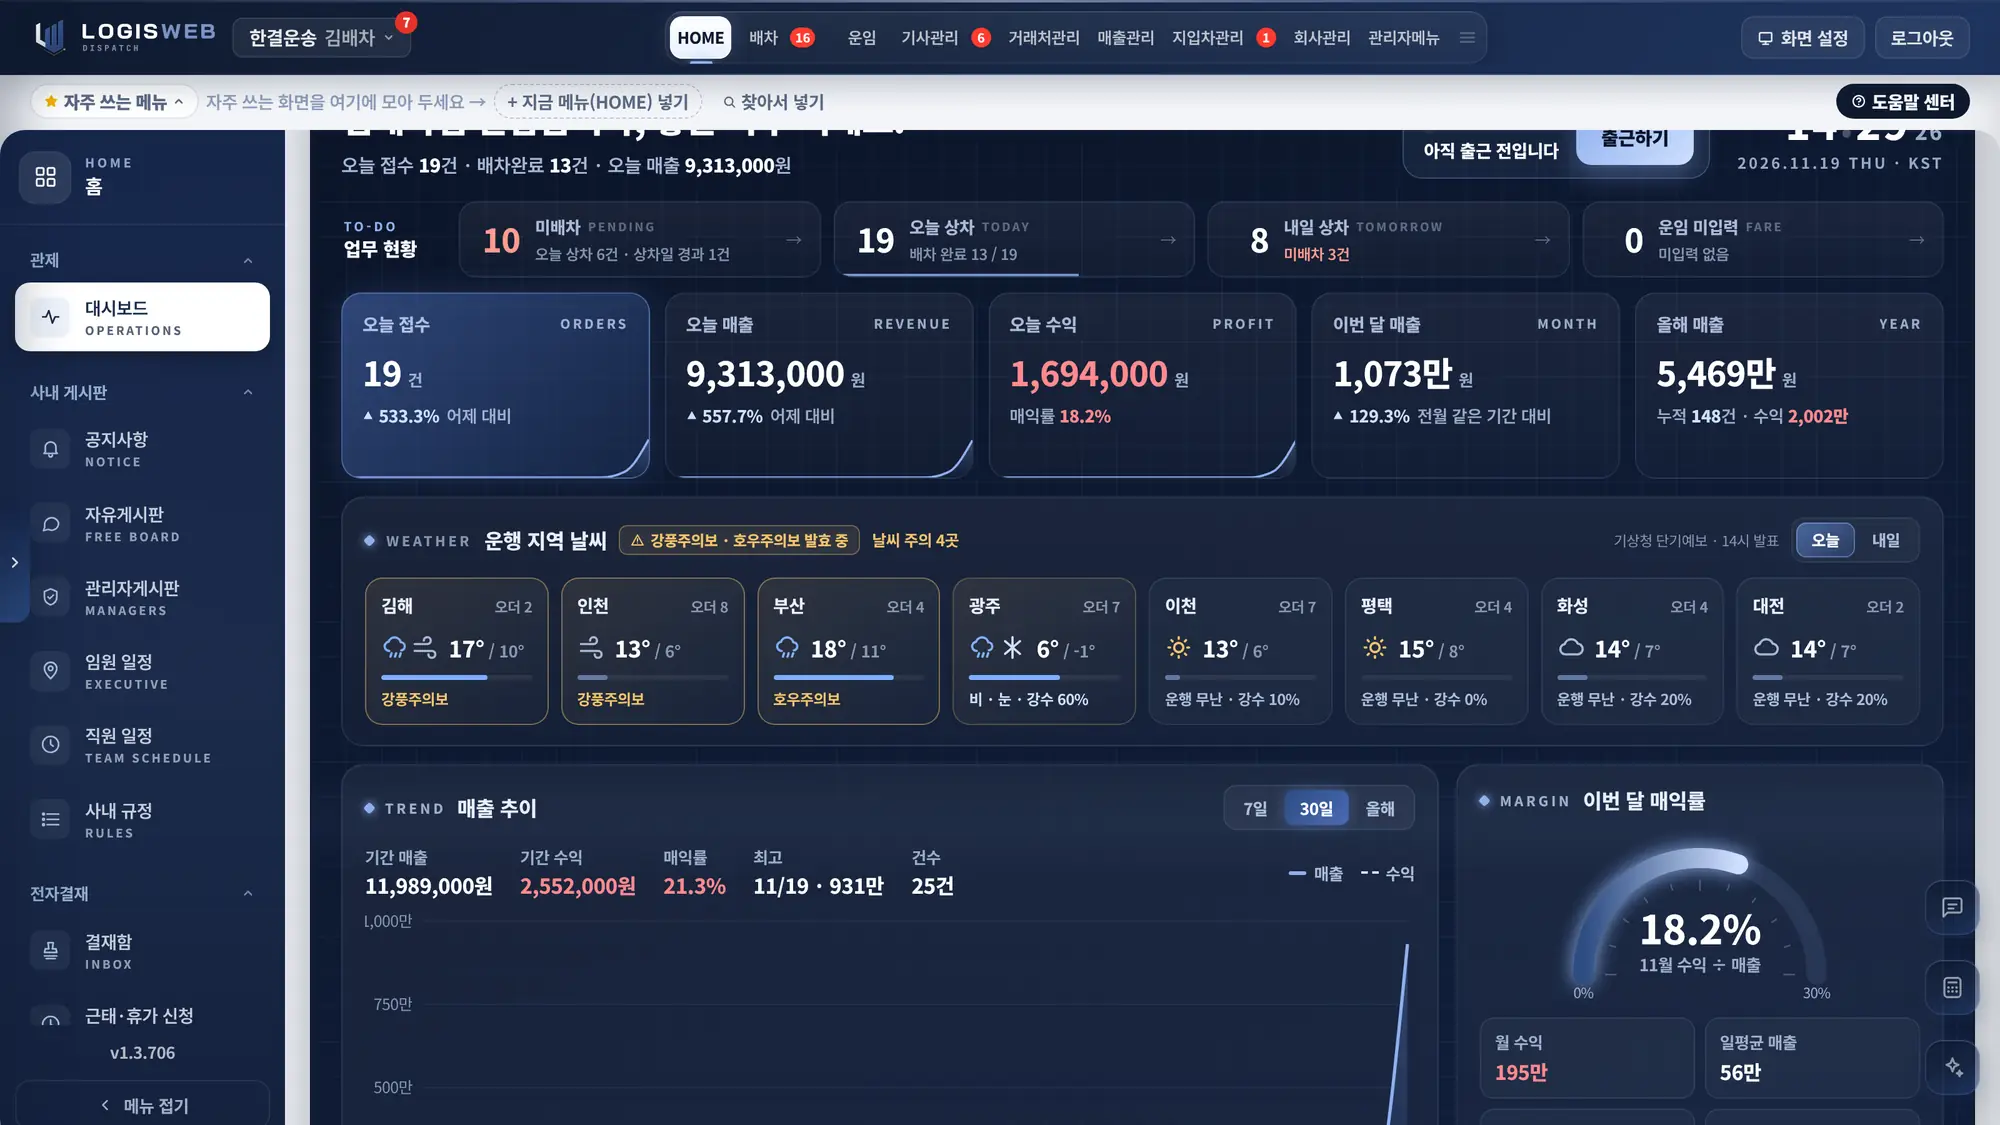 LOGISWEB
DISPATCH
한결운송 김배차
7
HOME
배차 16
운임
기사관리 6
거래처관리
매출관리
지입차관리 1
회사관리
관리자메뉴
화면 설정
로그아웃
자주 쓰는 메뉴
자주 쓰는 화면을 여기에 모아 두세요 →
+ 지금 메뉴(HOME) 넣기
찾아서 넣기
도움말 센터
HOME
홈
관제
대시보드
OPERATIONS
사내 게시판
공지사항
NOTICE
자유게시판
FREE BOARD
관리자게시판
MANAGERS
임원 일정
EXECUTIVE
직원 일정
TEAM SCHEDULE
사내 규정
RULES
전자결재
결재함
INBOX
근태·휴가 신청
v1.3.706
메뉴 접기
오늘 접수 19건 · 배차완료 13건 · 오늘 매출 9,313,000원
아직 출근 전입니다
출근하기
14:29 26
2026.11.19 THU · KST
TO-DO
업무 현황
10 미배차 PENDING
오늘 상차 6건 · 상차일 경과 1건
19 오늘 상차 TODAY
배차 완료 13 / 19
8 내일 상차 TOMORROW
미배차 3건
0 운임 미입력 FARE
미입력 없음
오늘 접수 ORDERS
19 건
▲ 533.3% 어제 대비
오늘 매출 REVENUE
9,313,000 원
▲ 557.7% 어제 대비
오늘 수익 PROFIT
1,694,000 원
매익률 18.2%
이번 달 매출 MONTH
1,073만 원
▲ 129.3% 전월 같은 기간 대비
올해 매출 YEAR
5,469만 원
누적 148건 · 수익 2,002만
WEATHER 운행 지역 날씨
강풍주의보 · 호우주의보 발효 중
날씨 주의 4곳
기상청 단기예보 · 14시 발표
오늘 내일
김해 오더 2
17° / 10°
강풍주의보
인천 오더 8
13° / 6°
강풍주의보
부산 오더 4
18° / 11°
호우주의보
광주 오더 7
6° / -1°
비 · 눈 · 강수 60%
이천 오더 7
13° / 6°
운행 무난 · 강수 10%
평택 오더 4
15° / 8°
운행 무난 · 강수 0%
화성 오더 4
14° / 7°
운행 무난 · 강수 20%
대전 오더 2
14° / 7°
운행 무난 · 강수 20%
TREND 매출 추이
7일 30일 올해
기간 매출
11,989,000원
기간 수익
2,552,000원
매익률
21.3%
최고
11/19 · 931만
건수
25건
매출 수익
1,000만
750만
500만
MARGIN 이번 달 매익률
18.2%
11월 수익 ÷ 매출
0%
30%
월 수익
195만
일평균 매출
56만